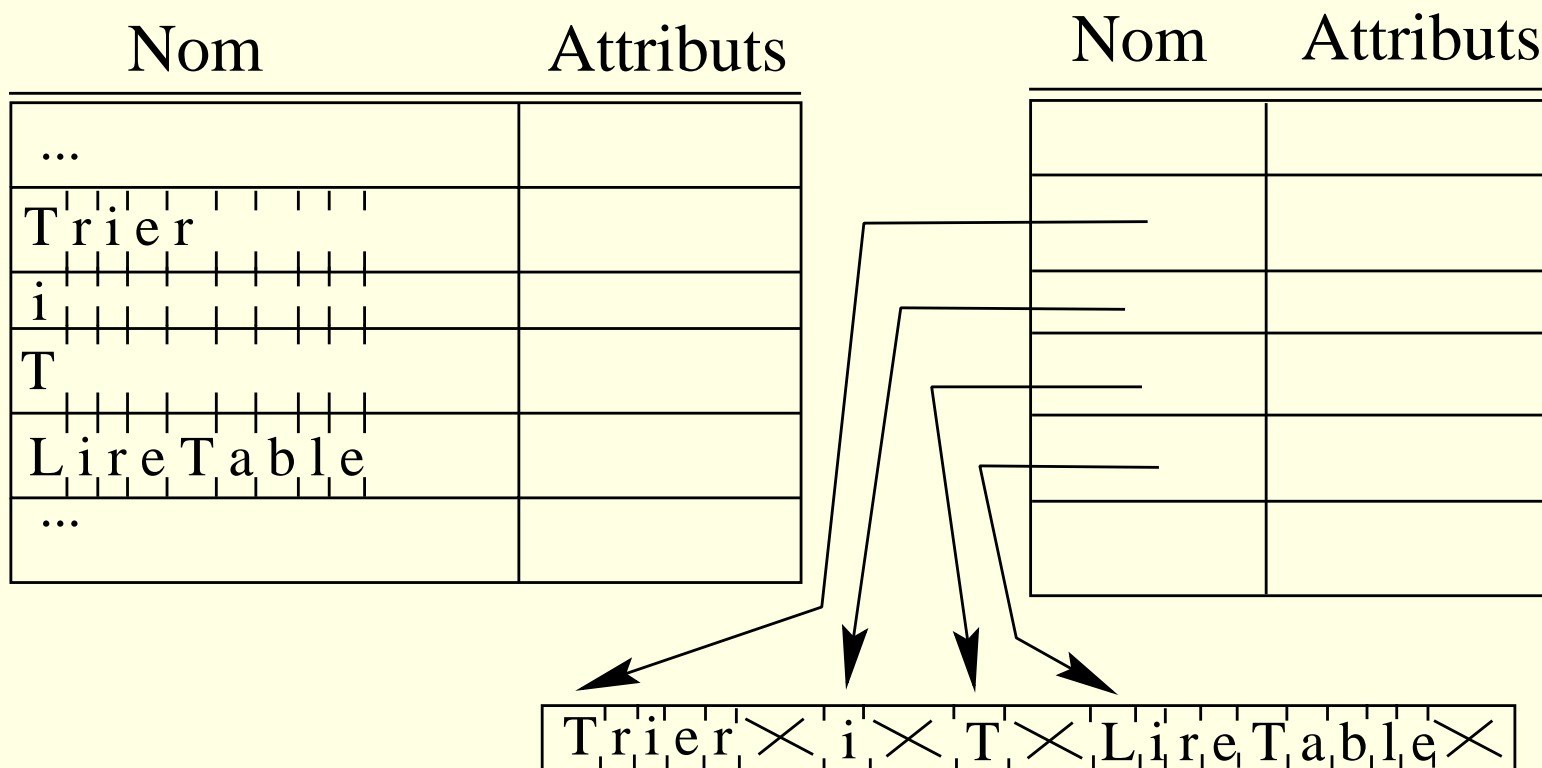 Nom Attributs
...
Trier
i
T
LireTable
...
Nom Attributs
Trier i T LireTable